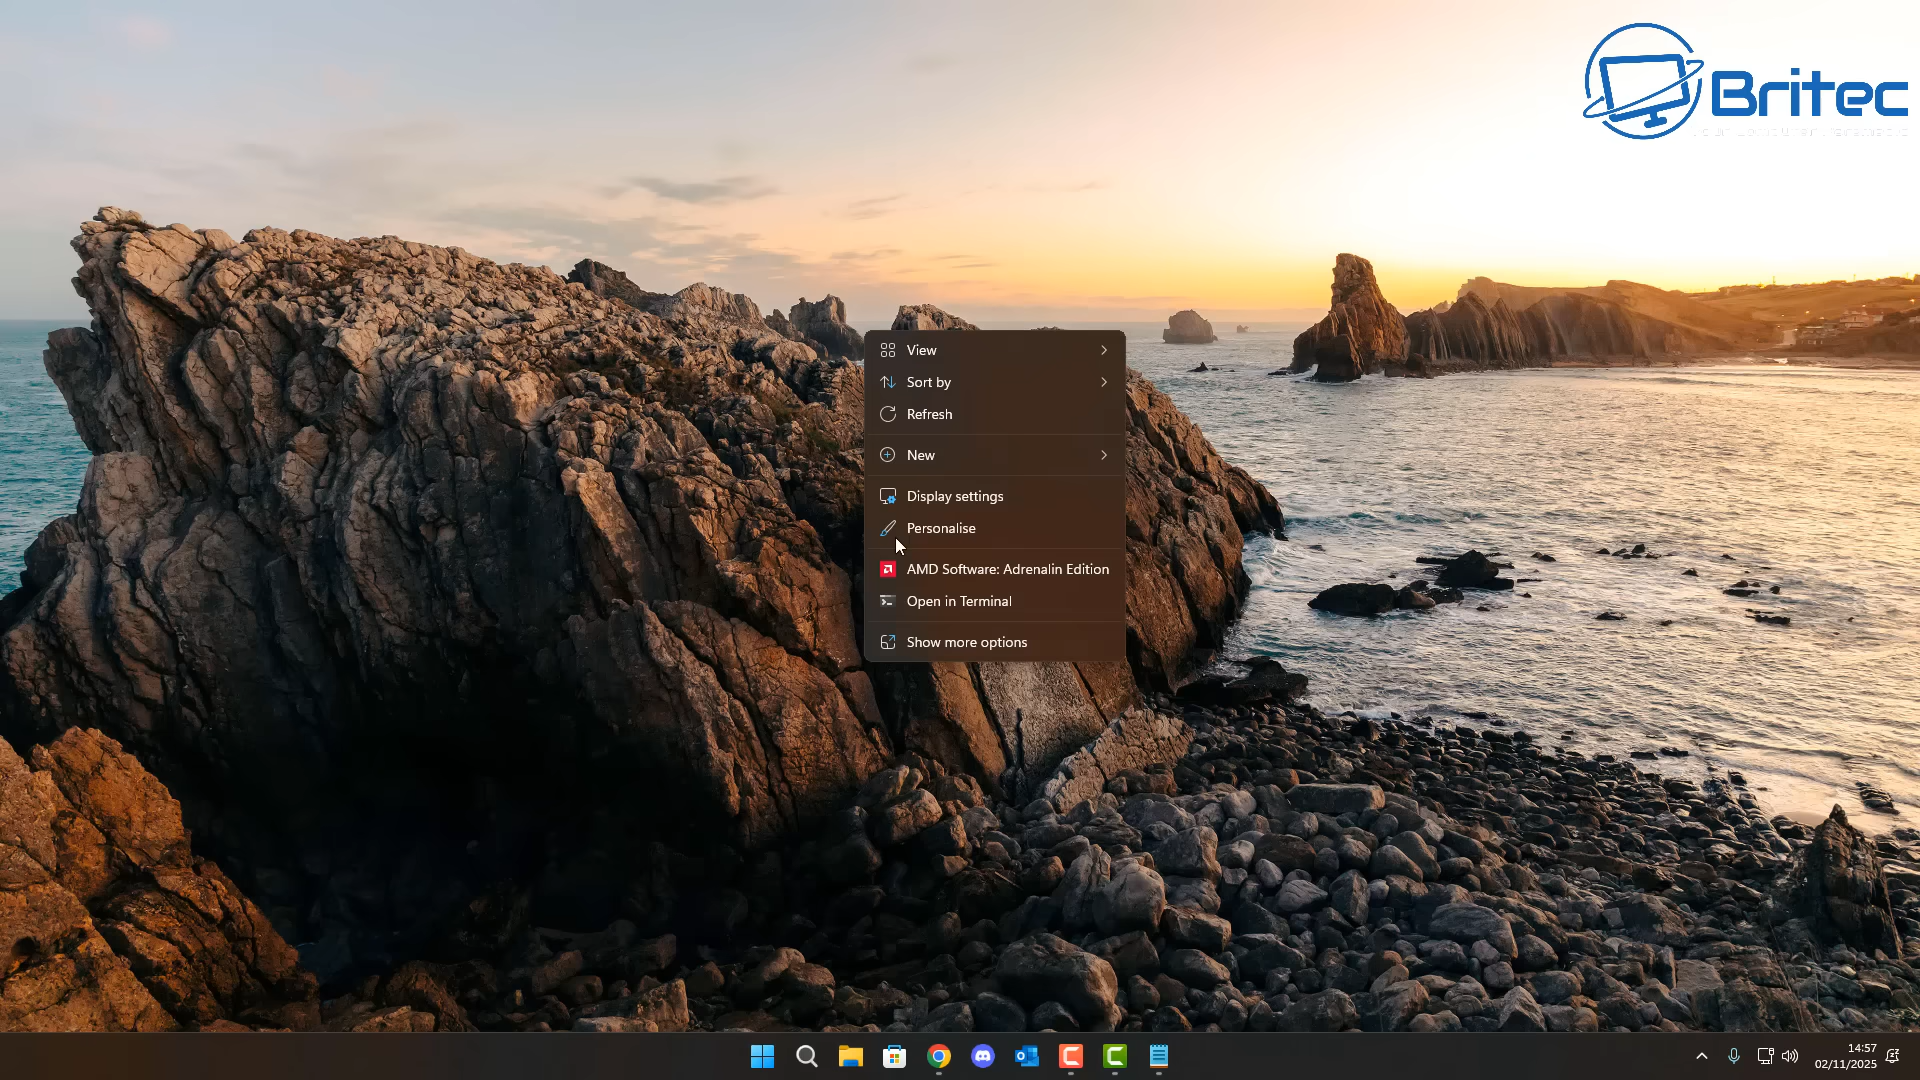 Britec
View
Sort by
Refresh
New
Display settings
Personalise
AMD Software: Adrenalin Edition
Open in Terminal
Show more options
14:57
02/11/2025